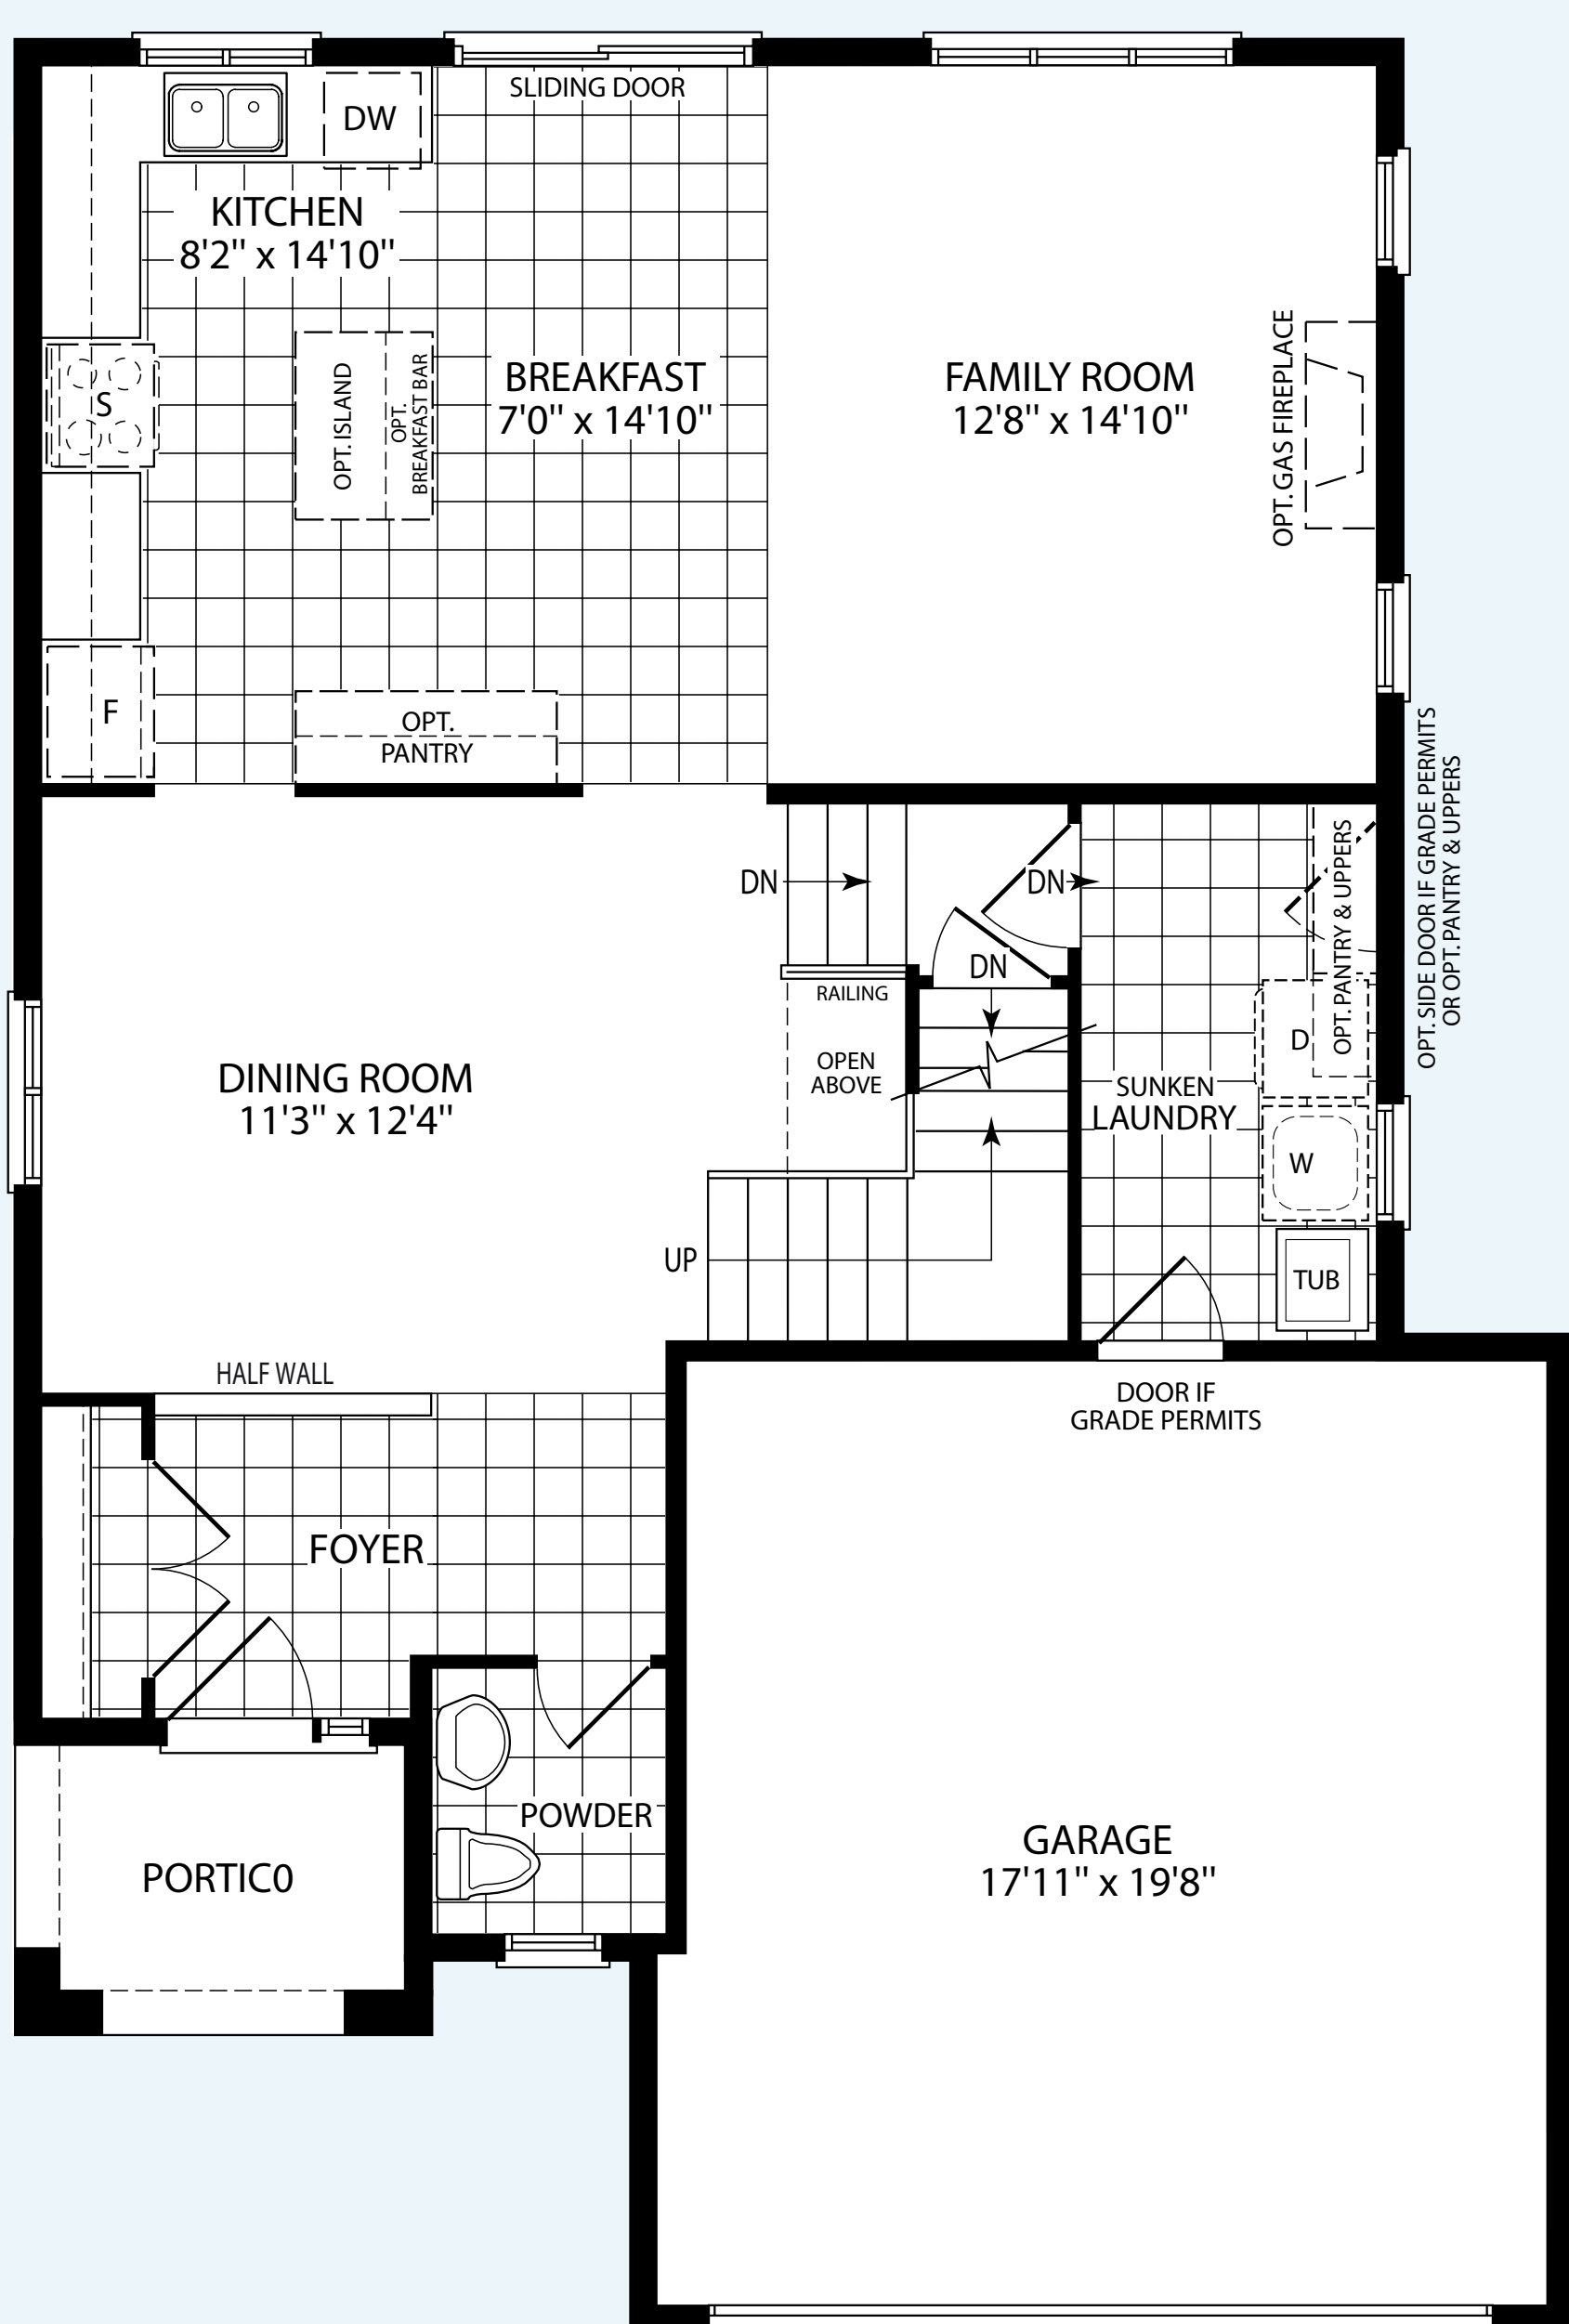 SLIDING DOOR
DW
KITCHEN
8'2" x 14'10"
S
OPT. ISLAND
OPT.
BREAKFAST BAR
BREAKFAST
7'0" x 14'10"
FAMILY ROOM
12'8" x 14'10"
OPT. GAS FIREPLACE
F
OPT.
PANTRY
DN
DN
DN
OPT. PANTRY & UPPERS
OPT. SIDE DOOR IF GRADE PERMITS
OR OPT. PANTRY & UPPERS
RAILING
OPEN
ABOVE
D
DINING ROOM
11'3" x 12'4"
SUNKEN
LAUNDRY
W
UP
TUB
HALF WALL
DOOR IF
GRADE PERMITS
FOYER
POWDER
PORTIC0
GARAGE
17'11" x 19'8"